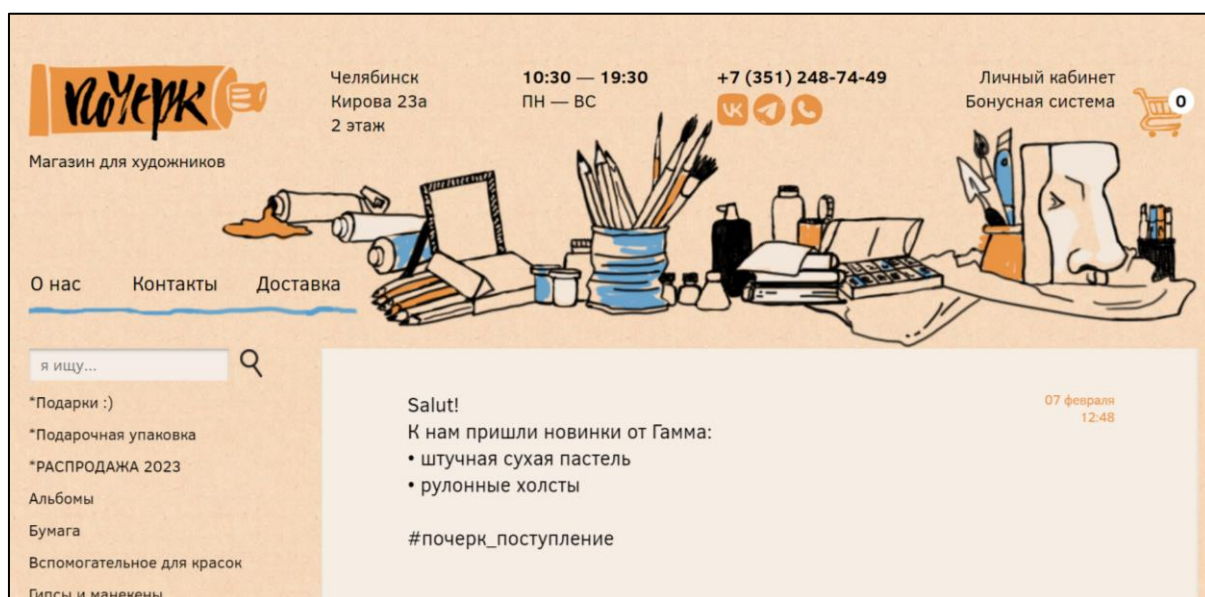 почерк
Магазин для художников
Челябинск
Кирова 23а
2 этаж
10:30 — 19:30
ПН — ВС
+7 (351) 248-74-49
Личный кабинет
Бонусная система
0
О нас
Контакты
Доставка
я ищу...
*Подарки :)
*Подарочная упаковка
*РАСПРОДАЖА 2023
Альбомы
Бумага
Вспомогательное для красок
Гипсы и манекены
Salut!
К нам пришли новинки от Гамма:
• штучная сухая пастель
• рулонные холсты
#почерк_поступление
07 февраля
12:48